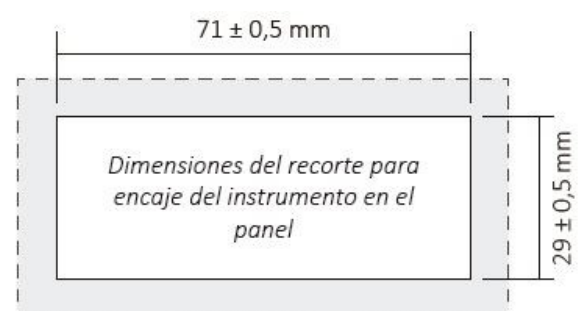 71 ± 0,5 mm
Dimensiones del recorte para
encaje del instrumento en el
panel
29 ± 0,5 mm